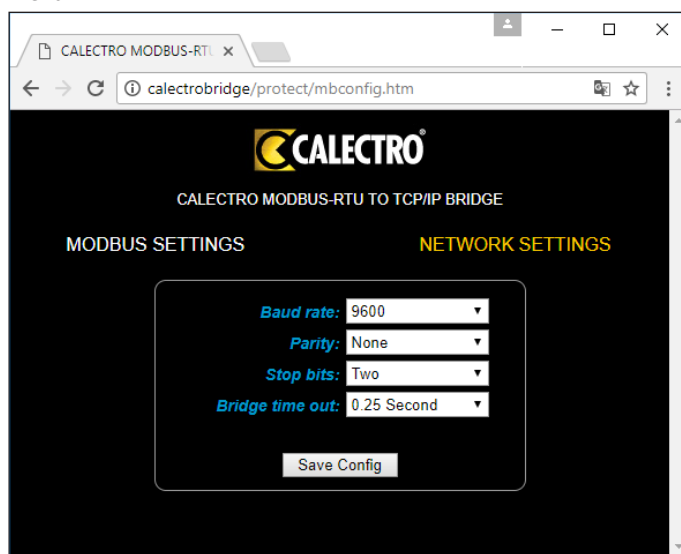 CALECTRO MODBUS-RTU
calectrobridge/protect/mbconfig.htm
CALECTRO®
CALECTRO MODBUS-RTU TO TCP/IP BRIDGE
MODBUS SETTINGS NETWORK SETTINGS
Baud rate: 9600
Parity: None
Stop bits: Two
Bridge time out: 0.25 Second
Save Config